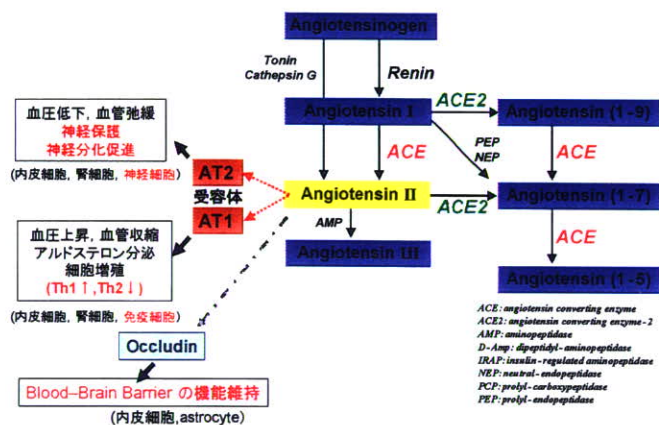 Angiotensinogen
Tonin
Cathepsin G
Renin
Angiotensin I
ACE2
Angiotensin (1-9)
血圧低下, 血管弛緩
神経保護
神経分化促進
(内皮細胞, 腎細胞, 神経細胞)
PEP
NEP
ACE
ACE
AT2
受容体
AT1
Angiotensin II
ACE2
Angiotensin (1-7)
血圧上昇, 血管収縮
アルドステロン分泌
細胞増殖
(Th1↑,Th2↓)
(内皮細胞, 腎細胞, 免疫細胞)
AMP
Angiotensin III
ACE
Angiotensin (1-5)
Occludin
Blood–Brain Barrier の機能維持
(内皮細胞,astrocyte)
ACE: angiotensin converting enzyme
ACE2: angiotensin converting enzyme-2
AMP: aminopeptidase
D-Amp: dipeptidyl-aminopeptidase
IRAP: insulin-regulated aminopeptidase
NEP: neutral-endopeptidase
PCP: prolyl-carboxypeptidase
PEP: prolyl-endopeptidase